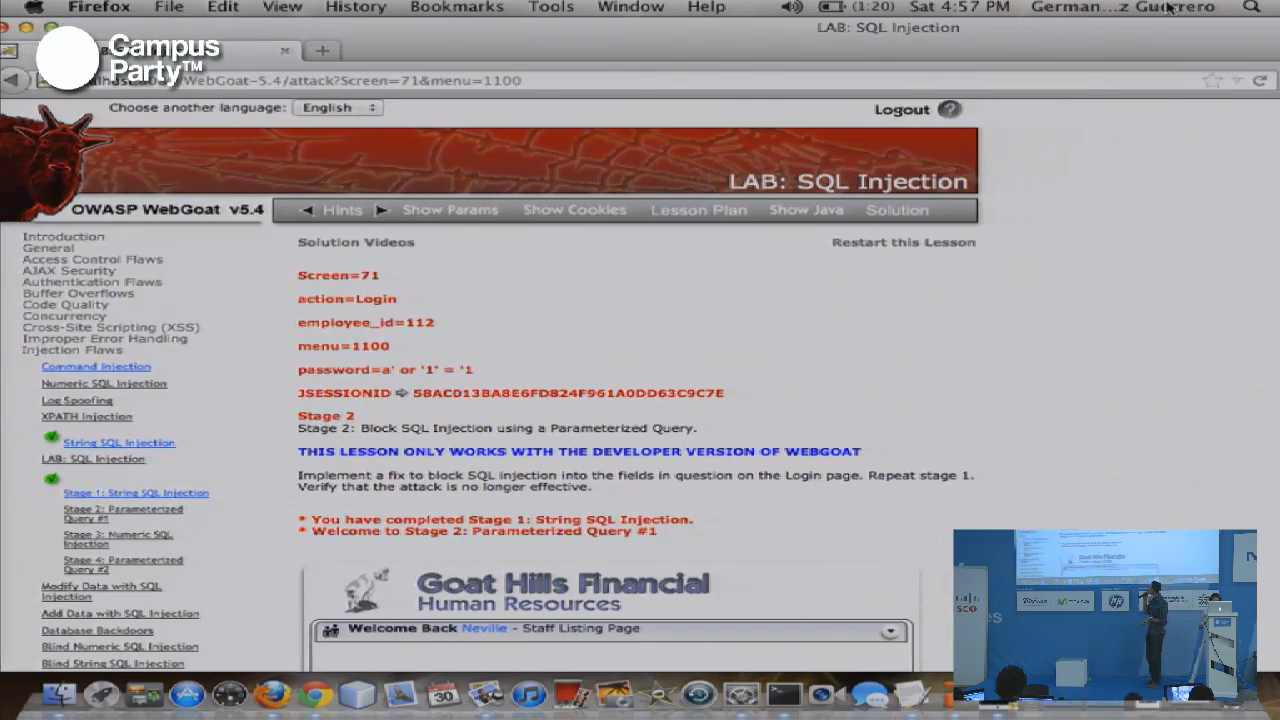 Firefox File Edit View History Bookmarks Tools Window Help (1:20) Sat 4:57 PM German...z Guerrero
LAB: SQL Injection
Campus
Party™
WebGoat-5.4/attack?Screen=71&menu=1100
Choose another language: English
Logout ?
LAB: SQL Injection
OWASP WebGoat v5.4
Hints Show Params Show Cookies Lesson Plan Show Java Solution
Introduction
General
Access Control Flaws
AJAX Security
Authentication Flaws
Buffer Overflows
Code Quality
Concurrency
Cross-Site Scripting (XSS)
Improper Error Handling
Injection Flaws
Command Injection
Numeric SQL Injection
Log Spoofing
XPATH Injection
String SQL Injection
LAB: SQL Injection
Stage 1: String SQL Injection
Stage 2: Parameterized
Query #1
Stage 3: Numeric SQL
Injection
Stage 4: Parameterized
Query #2
Modify Data with SQL
Injection
Add Data with SQL Injection
Database Backdoors
Blind Numeric SQL Injection
Blind String SQL Injection
Solution Videos Restart this Lesson
Screen=71
action=Login
employee_id=112
menu=1100
password=a' or '1' = '1
JSESSIONID ⇨ 58AC013BA8E6FD824F961A0DD63C9C7E
Stage 2
Stage 2: Block SQL Injection using a Parameterized Query.
THIS LESSON ONLY WORKS WITH THE DEVELOPER VERSION OF WEBGOAT
Implement a fix to block SQL injection into the fields in question on the Login page. Repeat stage 1.
Verify that the attack is no longer effective.
* You have completed Stage 1: String SQL Injection.
* Welcome to Stage 2: Parameterized Query #1
Goat Hills Financial
Human Resources
Welcome Back Neville - Staff Listing Page
30
hp